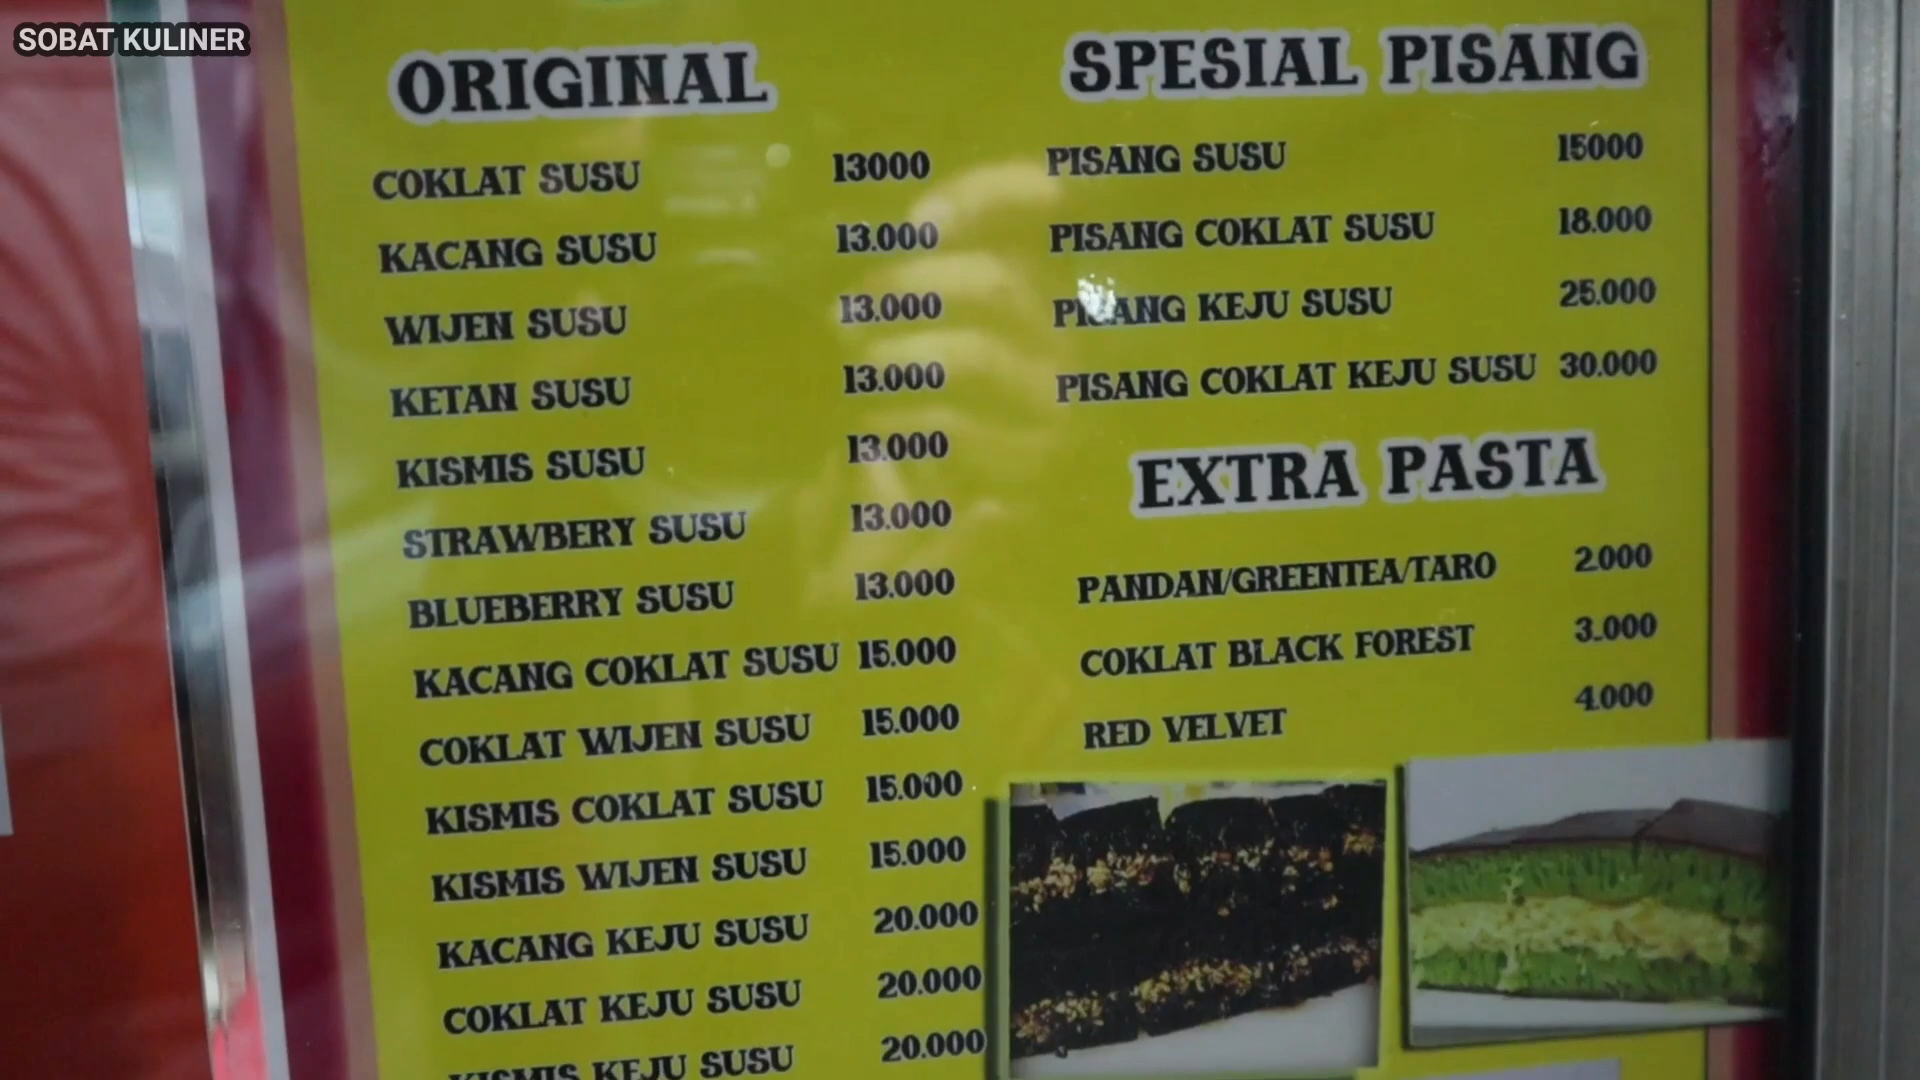 SOBAT KULINER
ORIGINAL
COKLAT SUSU 13000
KACANG SUSU 13.000
WIJEN SUSU 13.000
KETAN SUSU 13.000
KISMIS SUSU 13.000
STRAWBERY SUSU 13.000
BLUEBERRY SUSU 13.000
KACANG COKLAT SUSU 15.000
COKLAT WIJEN SUSU 15.000
KISMIS COKLAT SUSU 15.000
KISMIS WIJEN SUSU 15.000
KACANG KEJU SUSU 20.000
COKLAT KEJU SUSU 20.000
KISMIS KEJU SUSU 20.000
SPESIAL PISANG
PISANG SUSU 15000
PISANG COKLAT SUSU 18.000
PISANG KEJU SUSU 25.000
PISANG COKLAT KEJU SUSU 30.000
EXTRA PASTA
PANDAN/GREENTEA/TARO 2.000
COKLAT BLACK FOREST 3.000
RED VELVET 4.000